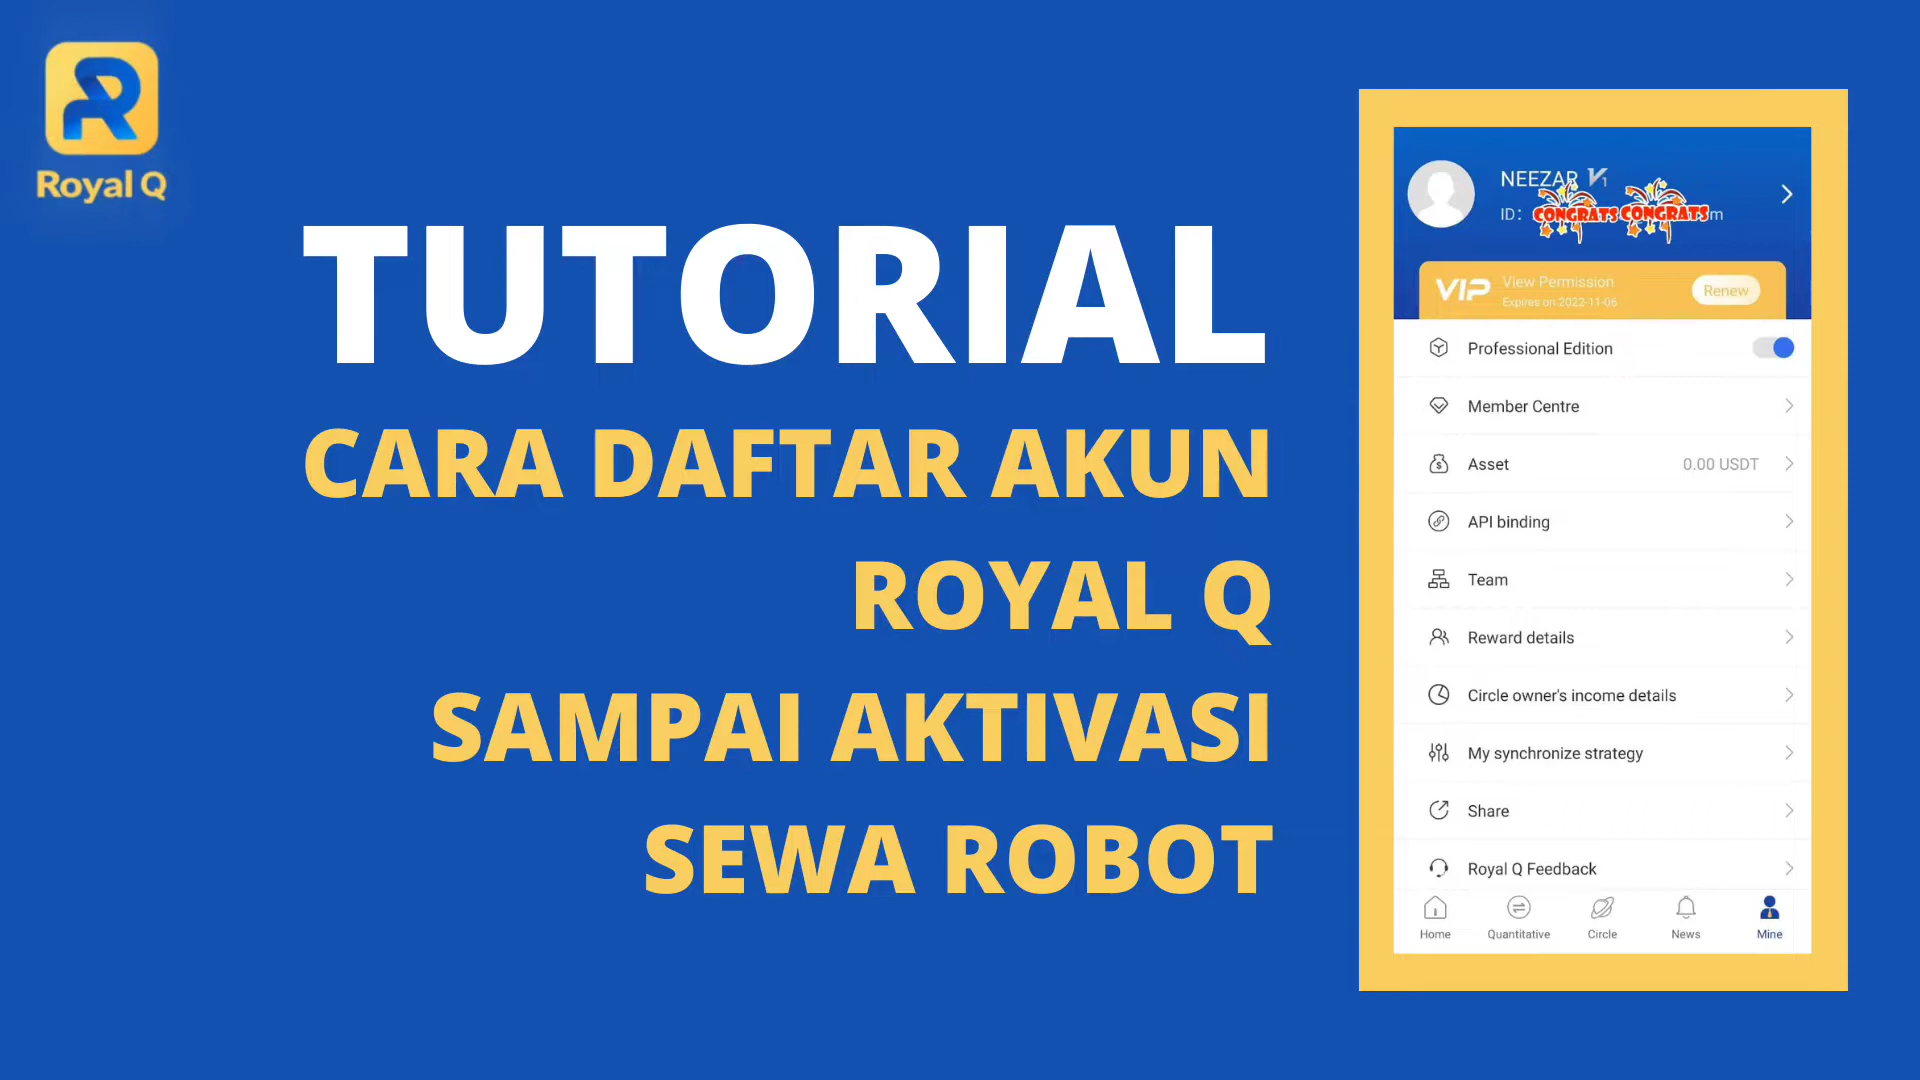 Royal Q
TUTORIAL
CARA DAFTAR AKUN
ROYAL Q
SAMPAI AKTIVASI
SEWA ROBOT
NEEZAR V1
ID: CONGRATS CONGRATS m
VIP View Permission
Expires on 2022-11-06
Renew
Professional Edition
Member Centre
Asset 0.00 USDT
API binding
Team
Reward details
Circle owner's income details
My synchronize strategy
Share
Royal Q Feedback
Home Quantitative Circle News Mine